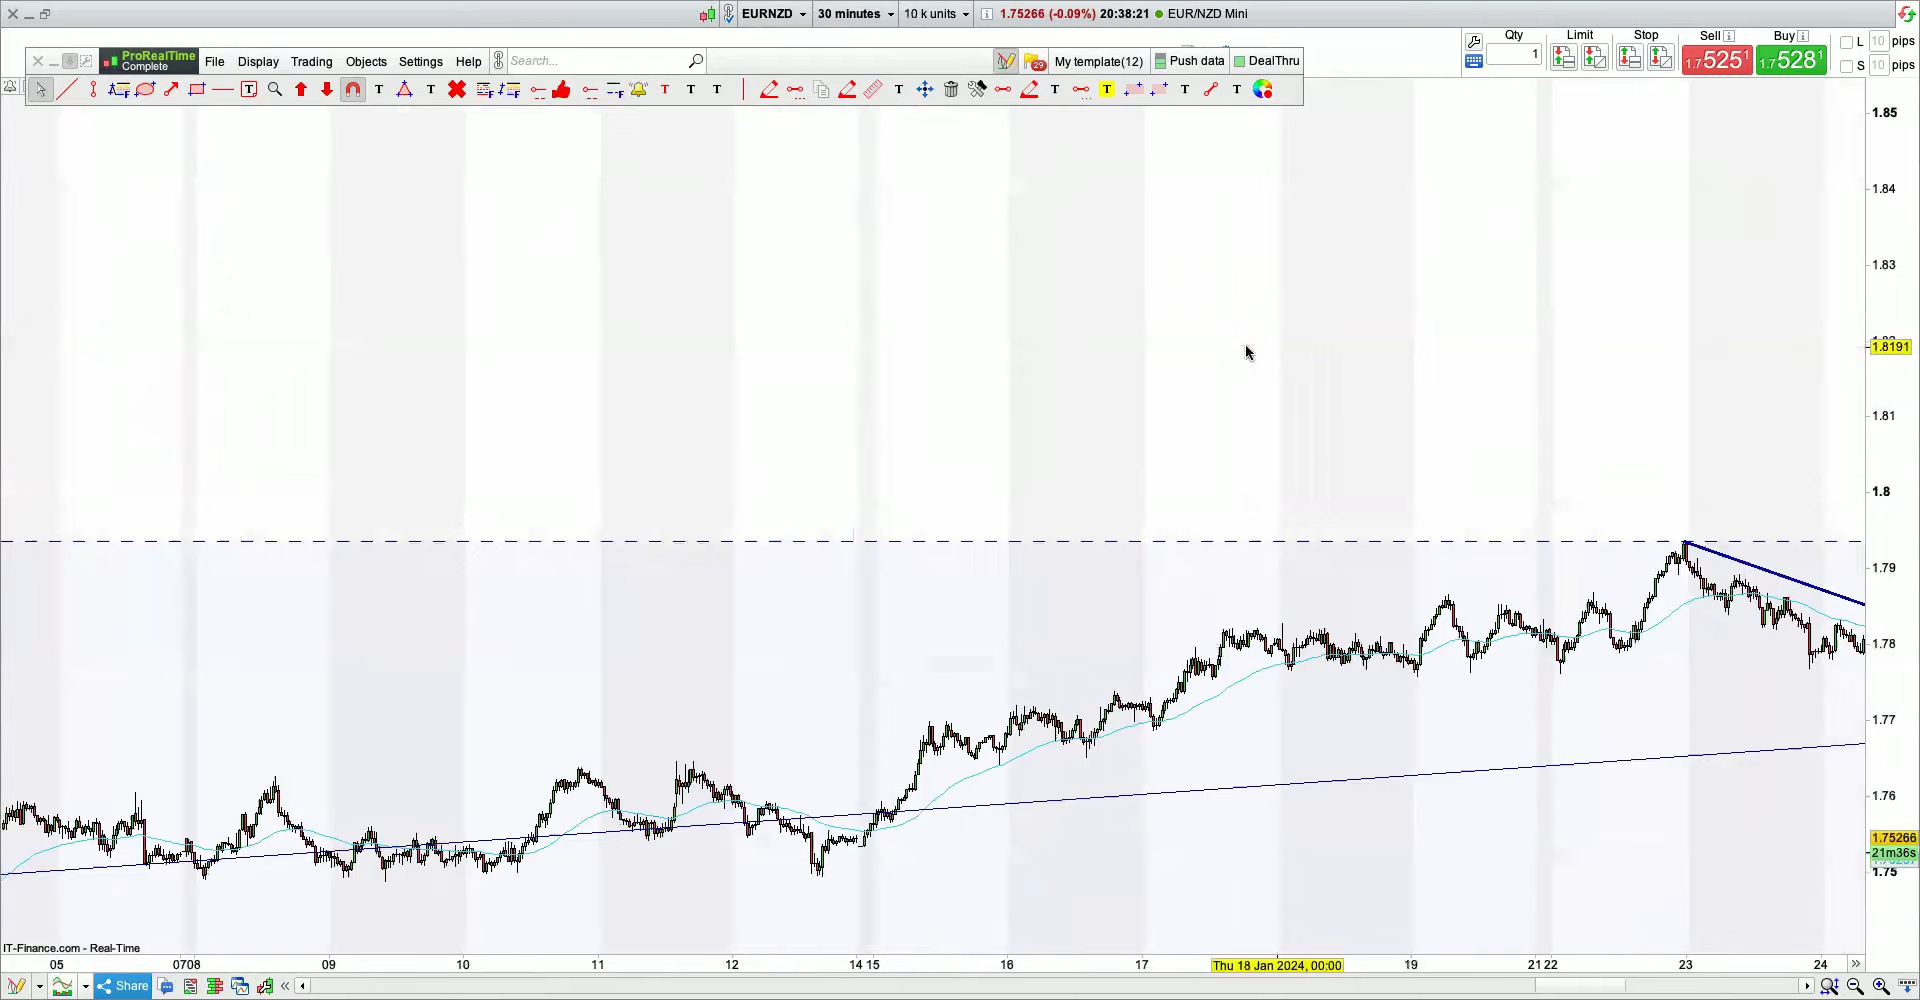 EURNZD 30 minutes 10 k units 1.75266 (-0.09%) 20:38:21 EUR/NZD Mini
Qty Limit Stop Sell Buy
1 1.7525¹ 1.7528¹
L 10 pips
S 10 pips
ProRealTime
Complete
File Display Trading Objects Settings Help Search... 29 My template(12) Push data DealThru
1.85
1.84
1.83
1.8191
1.81
1.8
1.79
1.78
1.77
1.76
1.75266
21m36s
1.75
IT-Finance.com - Real-Time
05 0708 09 10 11 12 14 15 16 17 Thu 18 Jan 2024, 00:00 19 21 22 23 24
Share